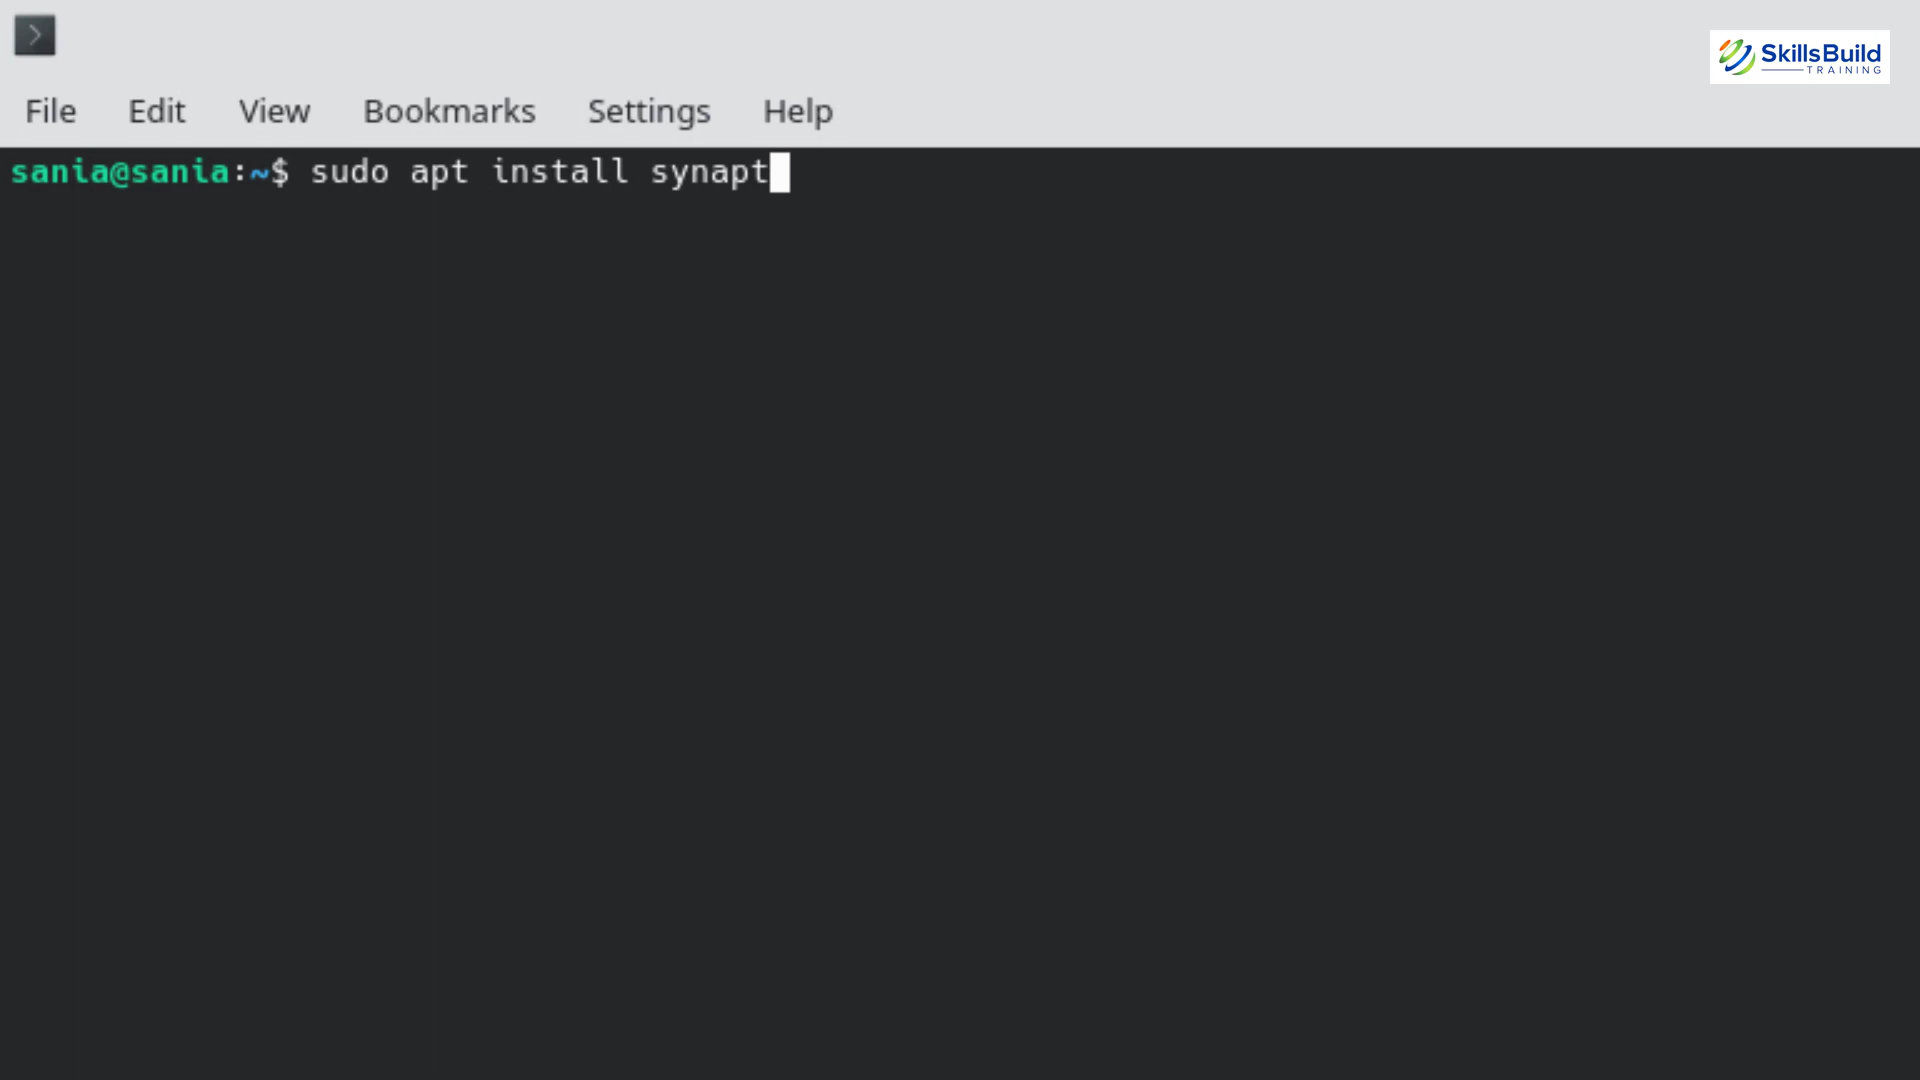 SkillsBuild
TRAINING
File Edit View Bookmarks Settings Help
sania@sania:~$ sudo apt install synapt